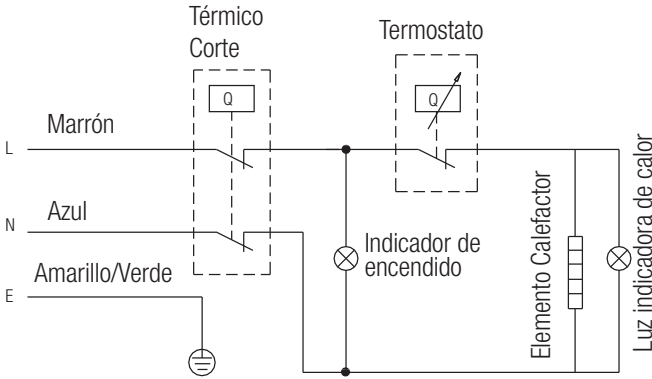 Térmico
Corte
Termostato
Q
Q
L
Marrón
N
Azul
E
Amarillo/Verde
Indicador de
encendido
Elemento Calefactor
Luz indicadora de calor